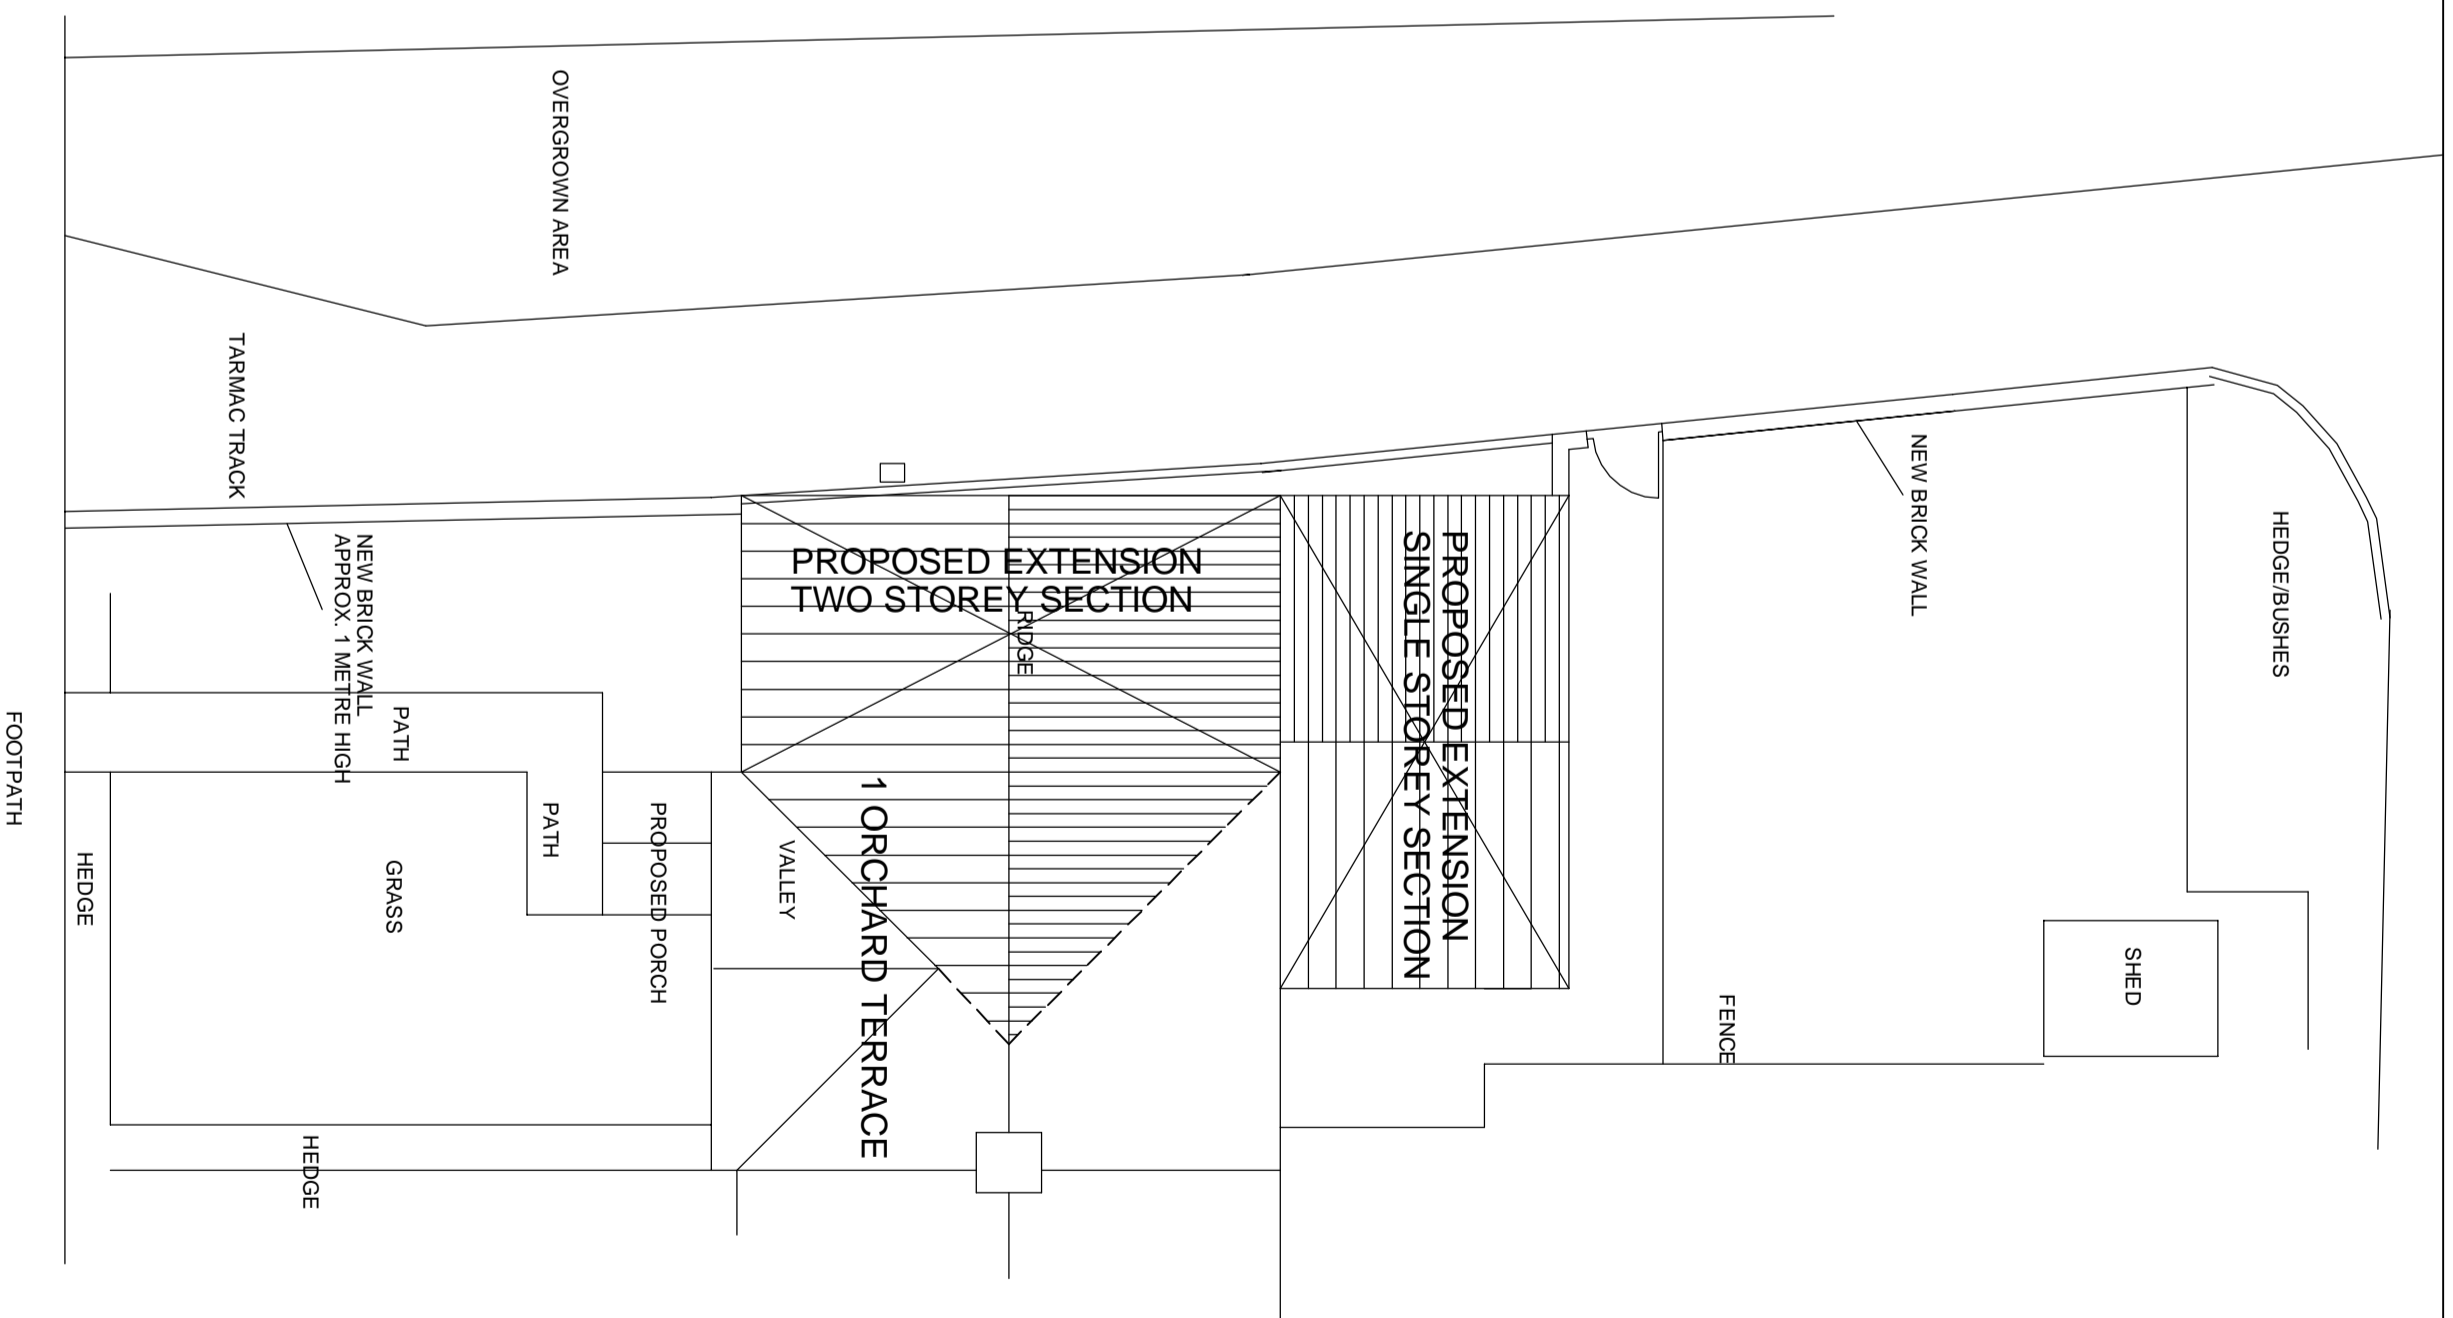 OVERGROWN AREA
TARMAC TRACK
NEW BRICK WALL
APPROX. 1 METRE HIGH
PROPOSED EXTENSION
TWO STOREY SECTION
RIDGE
PROPOSED EXTENSION
SINGLE STOREY SECTION
NEW BRICK WALL
HEDGE/BUSHES
FOOTPATH
PATH
PATH
PROPOSED PORCH
VALLEY
1 ORCHARD TERRACE
HEDGE
GRASS
HEDGE
FENCE
SHED